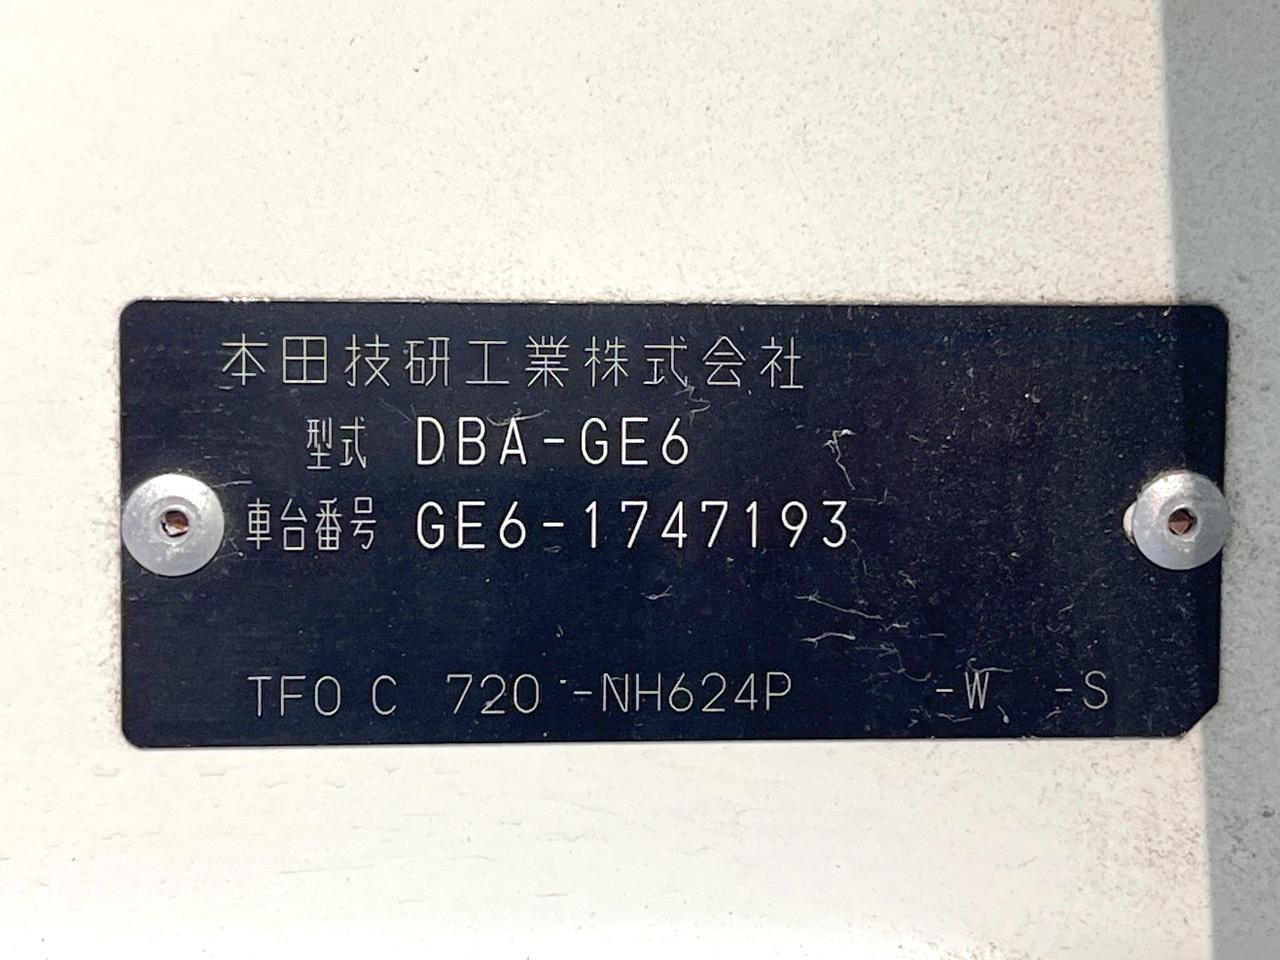 本田技研工業株式会社
型式 DBA-GE6
車台番号 GE6-1747193
TF0 C 720 -NH624P -W -S